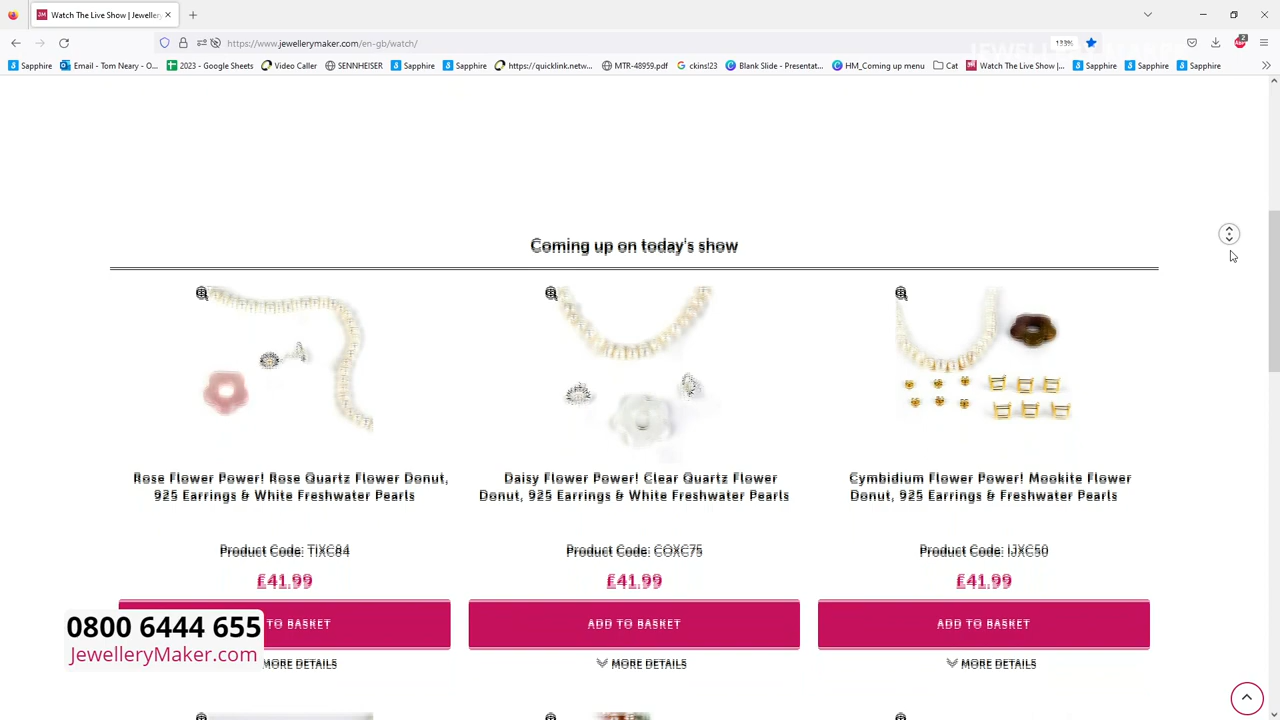 Watch The Live Show | Jeweller
https://www.jewellerymaker.com/en-gb/watch/
133%
2
Sapphire
Email - Tom Neary - O...
2023 - Google Sheets
Video Caller
SENNHEISER
Sapphire
Sapphire
https://quicklink.netw...
MTR-48959.pdf
ckins!23
Blank Slide - Presentat...
HM_Coming up menu
Cat
Watch The Live Show |...
Sapphire
Sapphire
Sapphire
JEWELLERY MAKER
Coming up on today's show
Rose Flower Power! Rose Quartz Flower Donut,
925 Earrings & White Freshwater Pearls
Product Code: TIXC84
£41.99
TO BASKET
MORE DETAILS
Daisy Flower Power! Clear Quartz Flower
Donut, 925 Earrings & White Freshwater Pearls
Product Code: COXC75
£41.99
ADD TO BASKET
MORE DETAILS
Cymbidium Flower Power! Mookite Flower
Donut, 925 Earrings & Freshwater Pearls
Product Code: IJXC50
£41.99
ADD TO BASKET
MORE DETAILS
0800 6444 655
JewelleryMaker.com